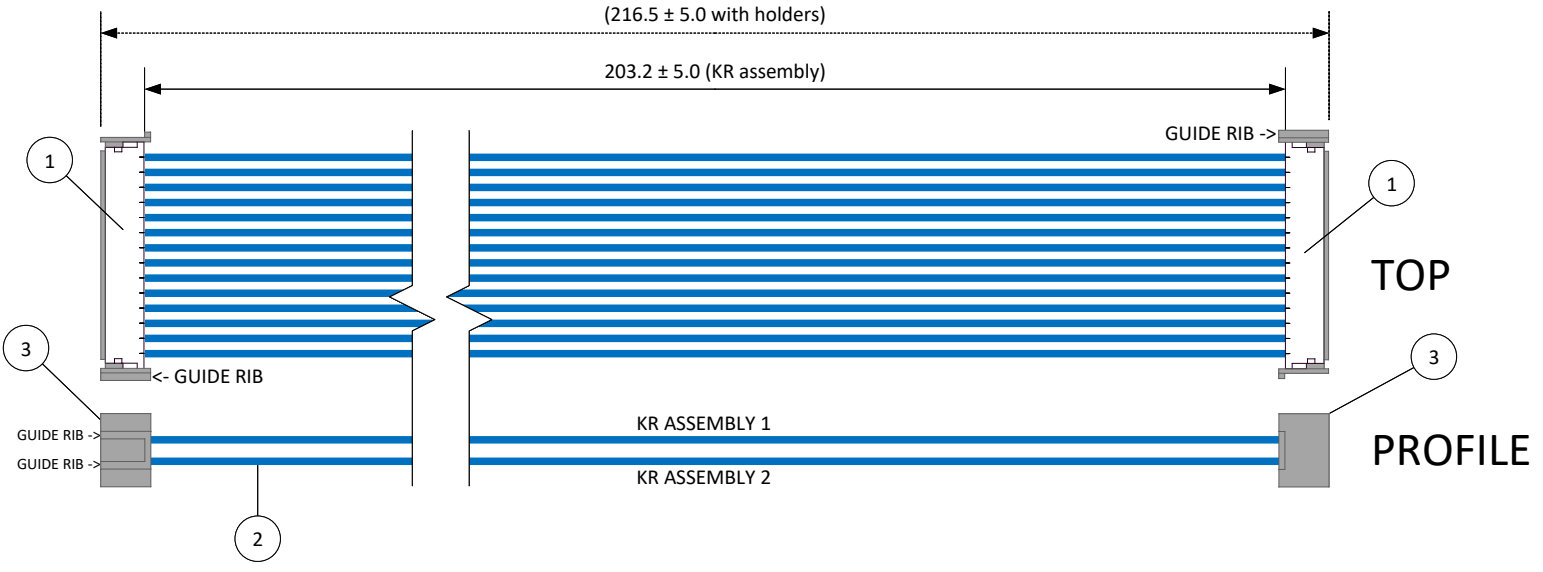 (216.5 ± 5.0 with holders)
203.2 ± 5.0 (KR assembly)
GUIDE RIB ->
1
1
TOP
3
<- GUIDE RIB
3
KR ASSEMBLY 1
GUIDE RIB ->
PROFILE
GUIDE RIB ->
KR ASSEMBLY 2
2